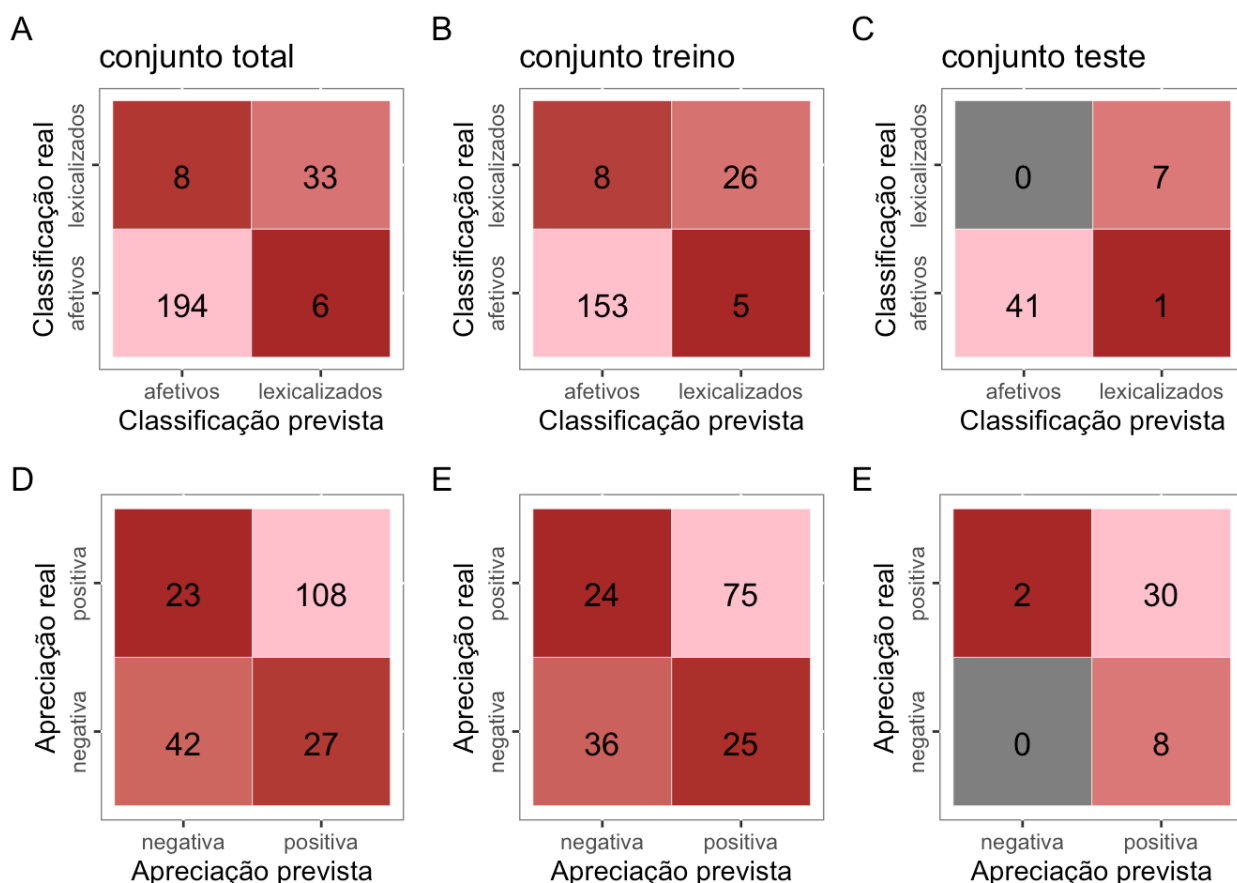 A
conjunto total
Classificação real
lexicalizados
afetivos
8
33
194
6
afetivos
lexicalizados
Classificação prevista
B
conjunto treino
Classificação real
lexicalizados
afetivos
8
26
153
5
afetivos
lexicalizados
Classificação prevista
C
conjunto teste
Classificação real
lexicalizados
afetivos
0
7
41
1
afetivos
lexicalizados
Classificação prevista
D
Apreciação real
positiva
negativa
23
108
42
27
negativa
positiva
Apreciação prevista
E
Apreciação real
positiva
negativa
24
75
36
25
negativa
positiva
Apreciação prevista
E
Apreciação real
positiva
negativa
2
30
0
8
negativa
positiva
Apreciação prevista